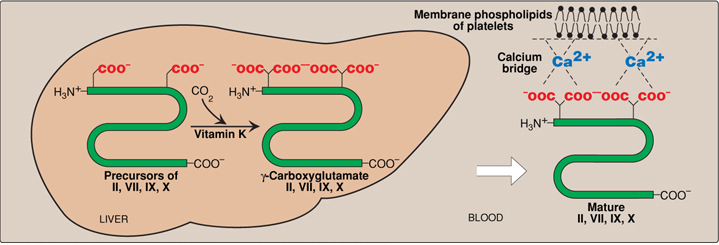 Membrane phospholipids
of platelets
Calcium
bridge
Ca2+ Ca2+
COO– COO–
–OOC COO––OOC COO–
–OOC COO––OOC COO–
H3N+
CO2
H3N+
H3N+
Vitamin K
COO–
COO–
COO–
Precursors of
II, VII, IX, X
γ-Carboxyglutamate
II, VII, IX, X
Mature
II, VII, IX, X
LIVER
BLOOD